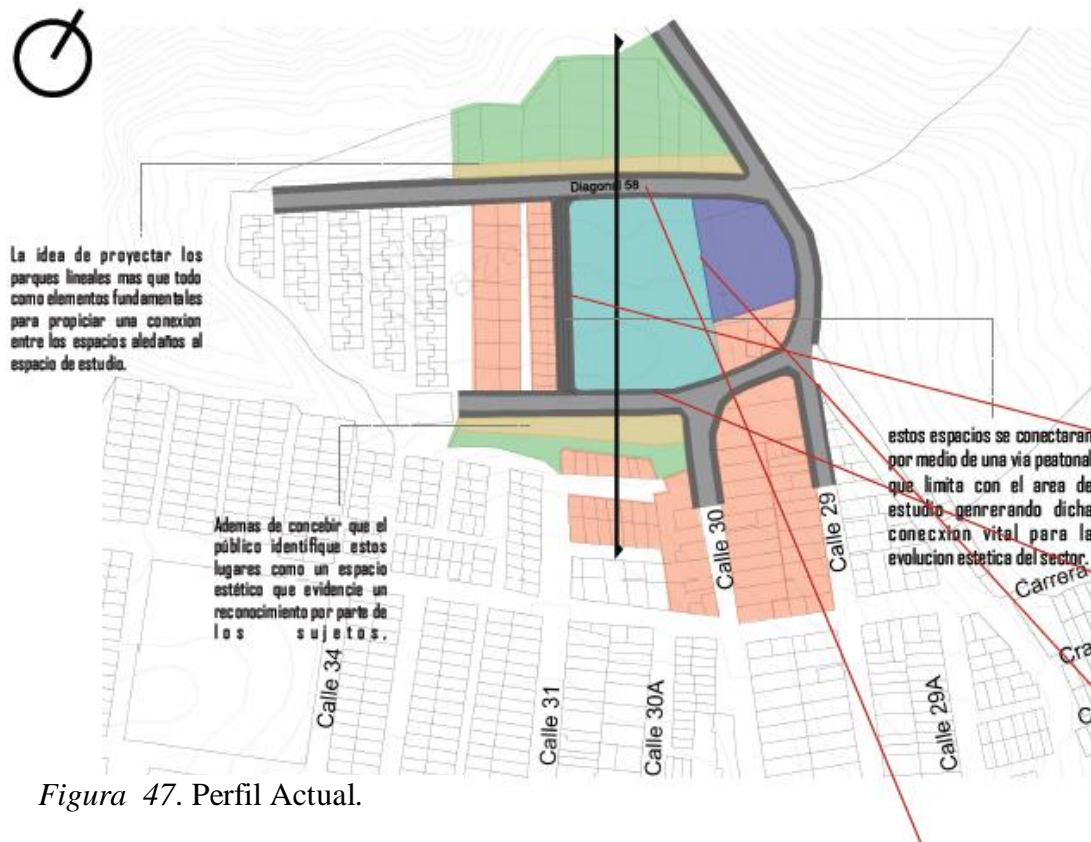 Diagonal 58
La idea de proyectar los
parques lineales mas que todo
como elementos fundamentales
para propiciar una conexion
entre los espacios aledaños al
espacio de estudio.
estos espacios se conectaran
por medio de una via peatonal
que limita con el area de
estudio genrerando dicha
conecxion vital para la
evolucion estetica del sector.
Ademas de concebir que el
público identifique estos
lugares como un espacio
estético que evidencie un
reconocimiento por parte de
los sujetos.
Calle 30
Calle 29
Carrera
Cra
C
Calle 34
Calle 31
Calle 30A
Calle 29A
Figura 47. Perfil Actual.